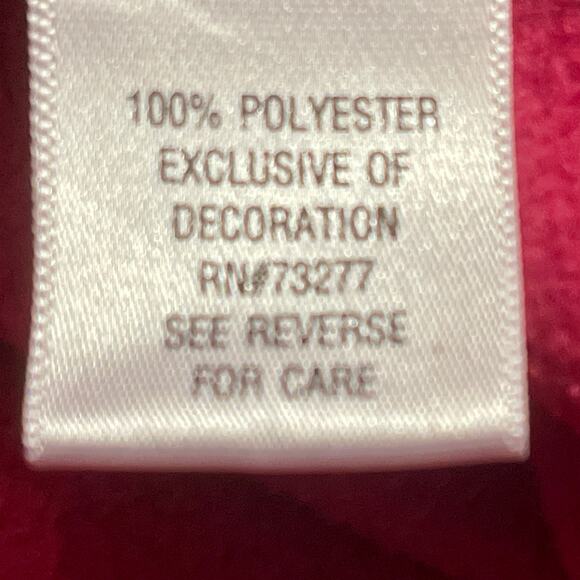 100% POLYESTER
EXCLUSIVE OF
DECORATION
RN#73277
SEE REVERSE
FOR CARE